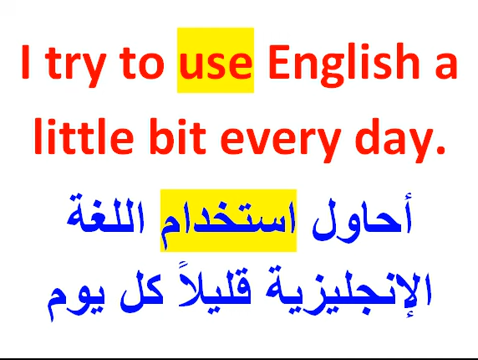 I try to use English a
little bit every day.
أحاول استخدام اللغة
الإنجليزية قليلاً كل يوم